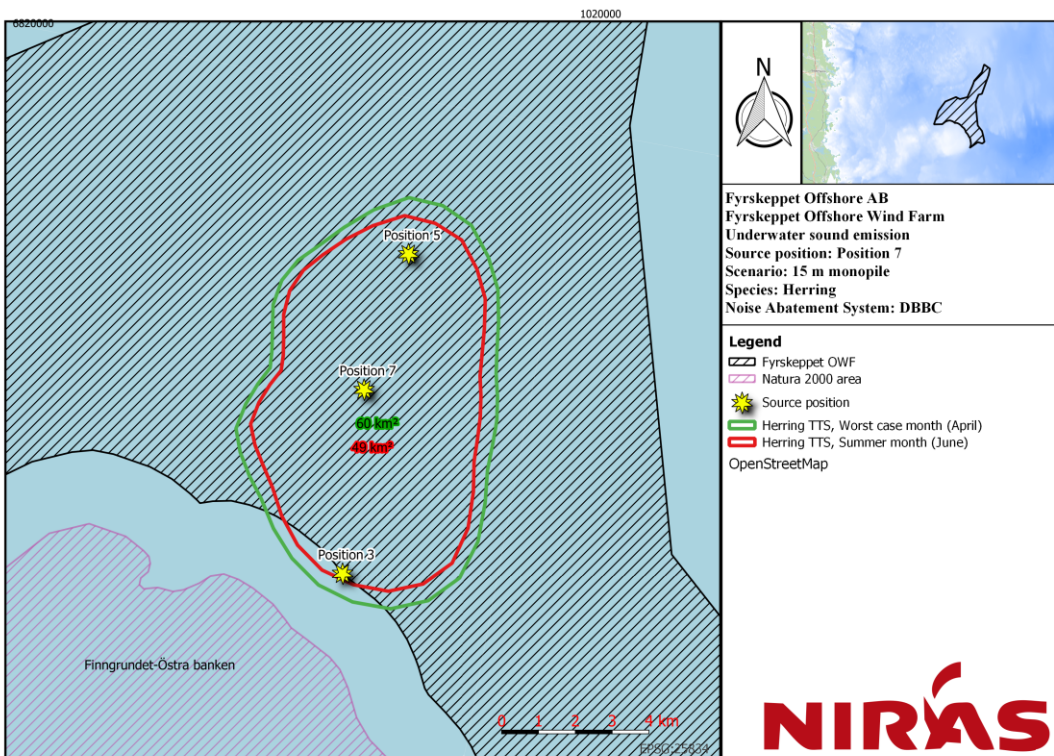 6820000
1020000
Position 5
Position 7
60 km²
49 km²
Position 3
Finngrundet-Östra banken
0 1 2 3 4 km
EPSG:25834
N
Fyrskeppet Offshore AB
Fyrskeppet Offshore Wind Farm
Underwater sound emission
Source position: Position 7
Scenario: 15 m monopile
Species: Herring
Noise Abatement System: DBBC
Legend
Fyrskeppet OWF
Natura 2000 area
Source position
Herring TTS, Worst case month (April)
Herring TTS, Summer month (June)
OpenStreetMap
NIRAS